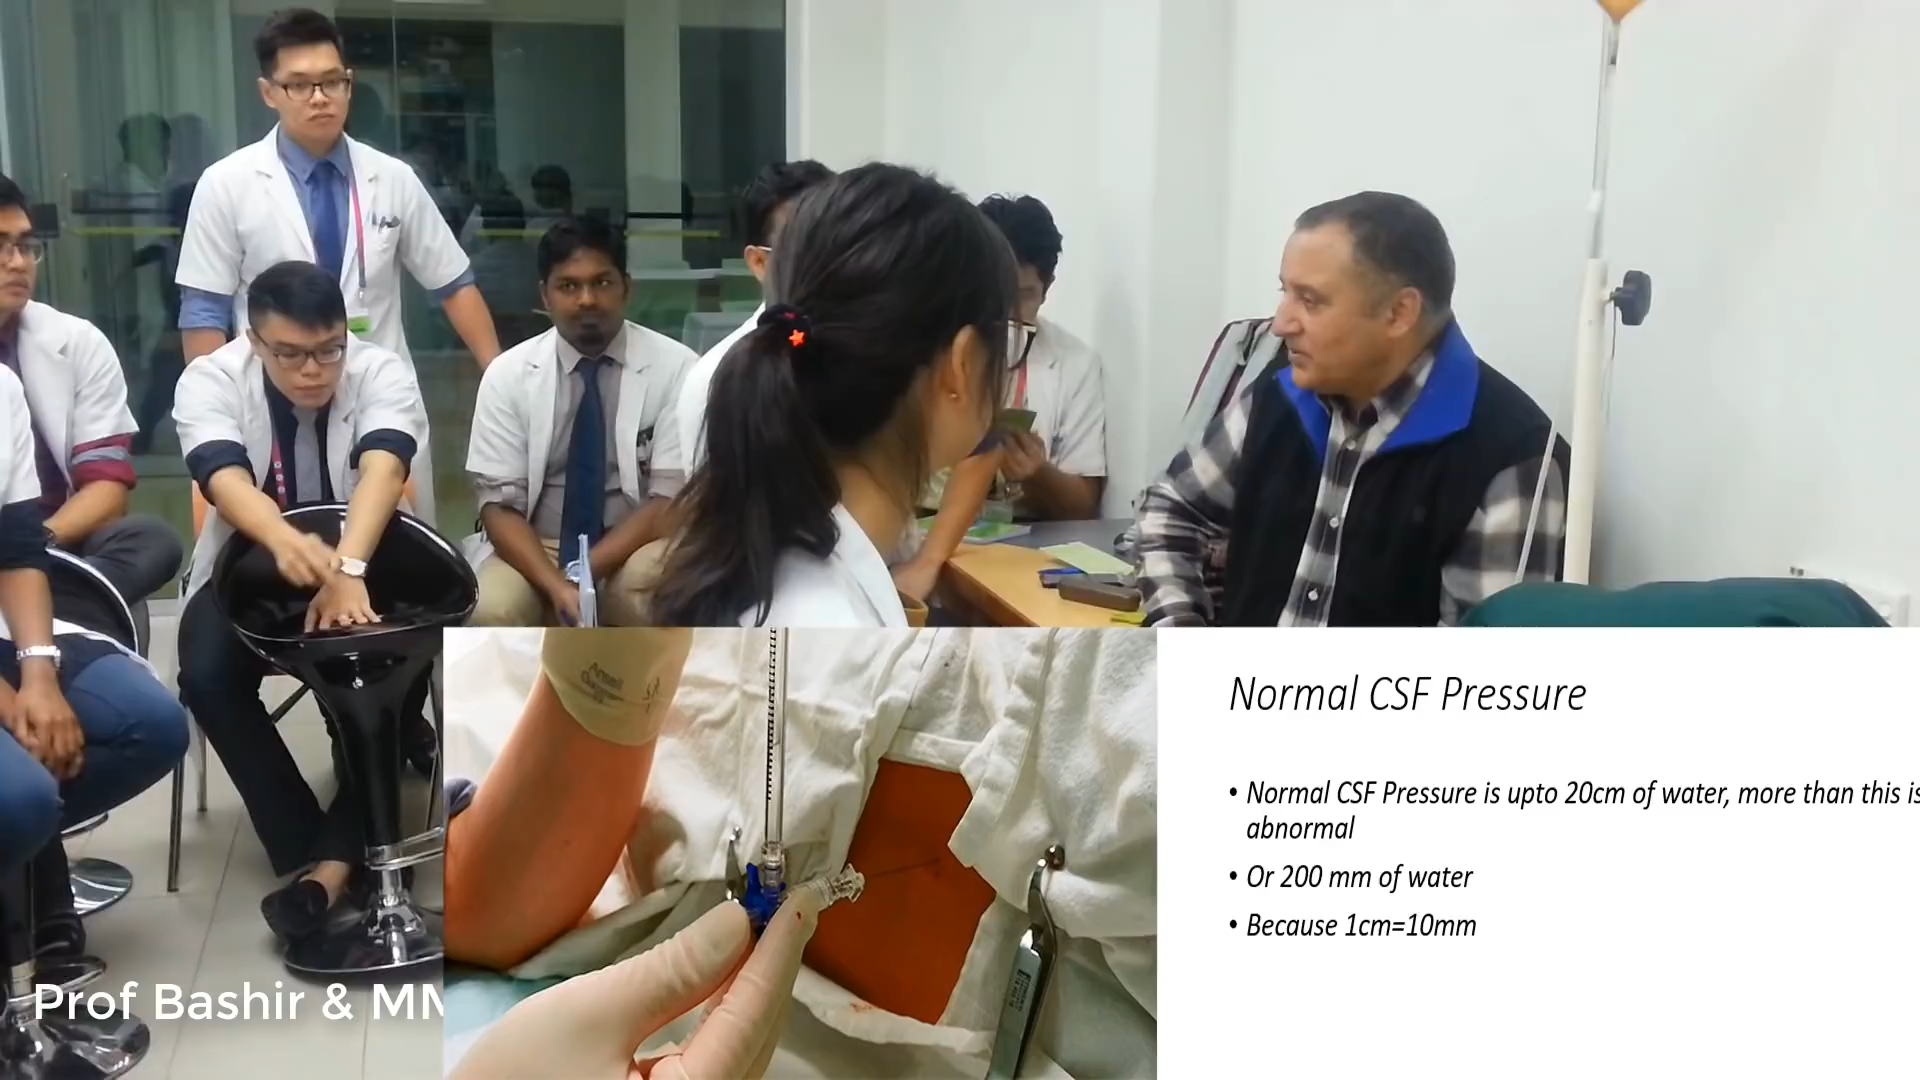 Normal CSF Pressure
• Normal CSF Pressure is upto 20cm of water, more than this is
abnormal
• Or 200 mm of water
• Because 1cm=10mm
Prof Bashir & MM
Ansell